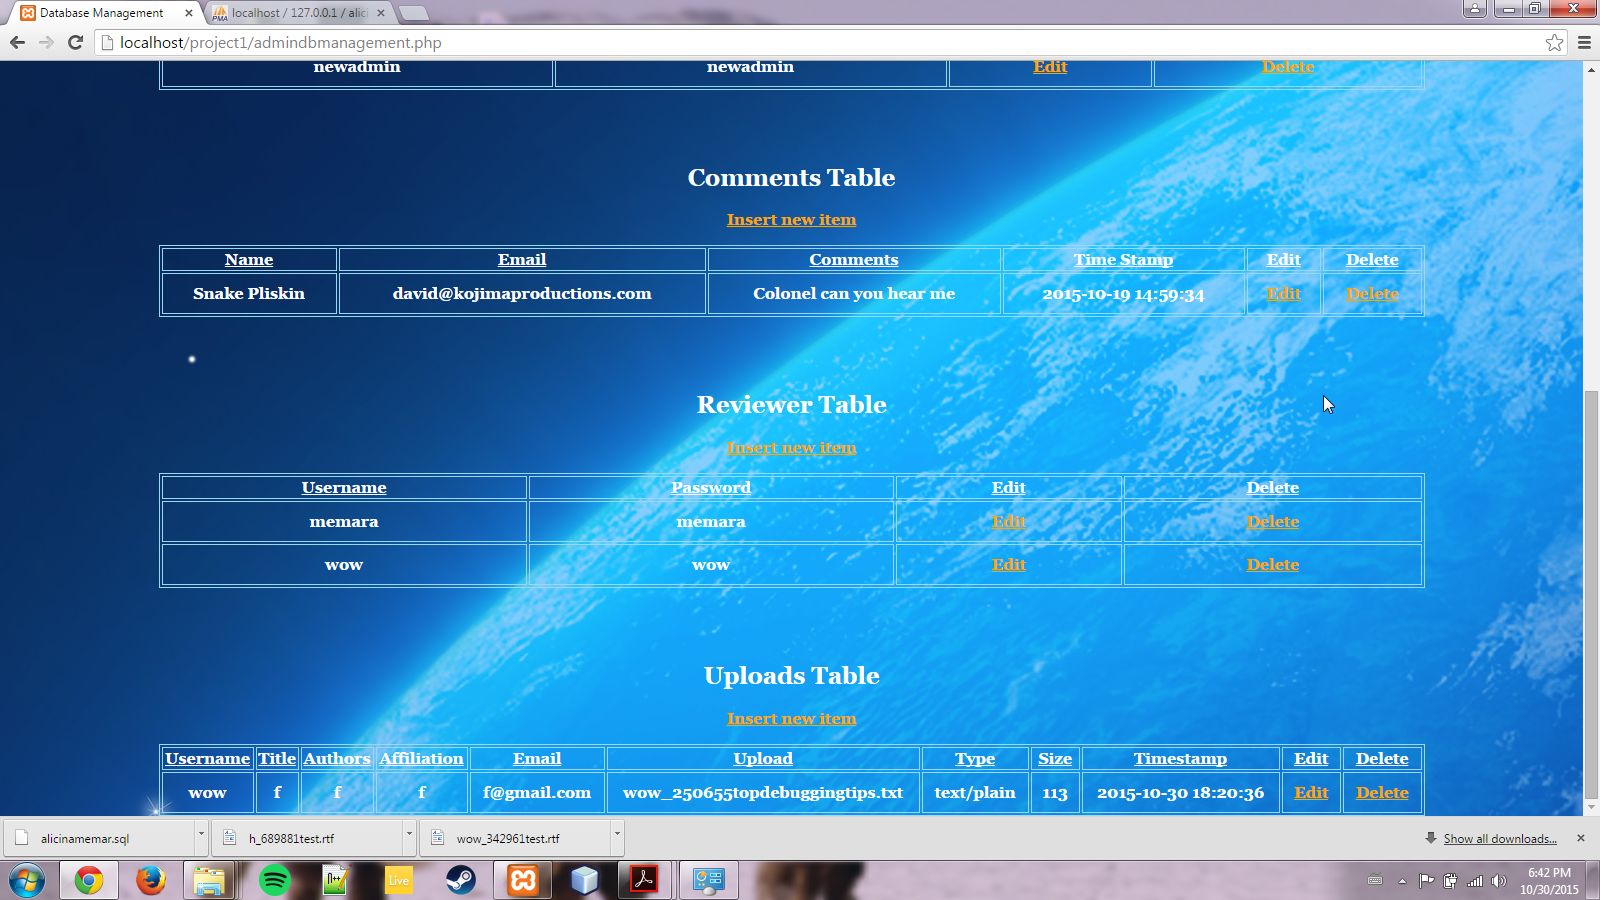 Database Management
localhost / 127.0.0.1 / alici
localhost/project1/admindbmanagement.php
newadmin newadmin Edit Delete
Comments Table
Insert new item
Name Email Comments Time Stamp Edit Delete
Snake Pliskin david@kojimaproductions.com Colonel can you hear me 2015-10-19 14:59:34 Edit Delete
Reviewer Table
Insert new item
Username Password Edit Delete
memara memara Edit Delete
wow wow Edit Delete
Uploads Table
Insert new item
Username Title Authors Affiliation Email Upload Type Size Timestamp Edit Delete
wow f f f f@gmail.com wow_250655topdebuggingtips.txt text/plain 113 2015-10-30 18:20:36 Edit Delete
alicinamemar.sql h_689881test.rtf wow_342961test.rtf Show all downloads...
Live
6:42 PM
10/30/2015